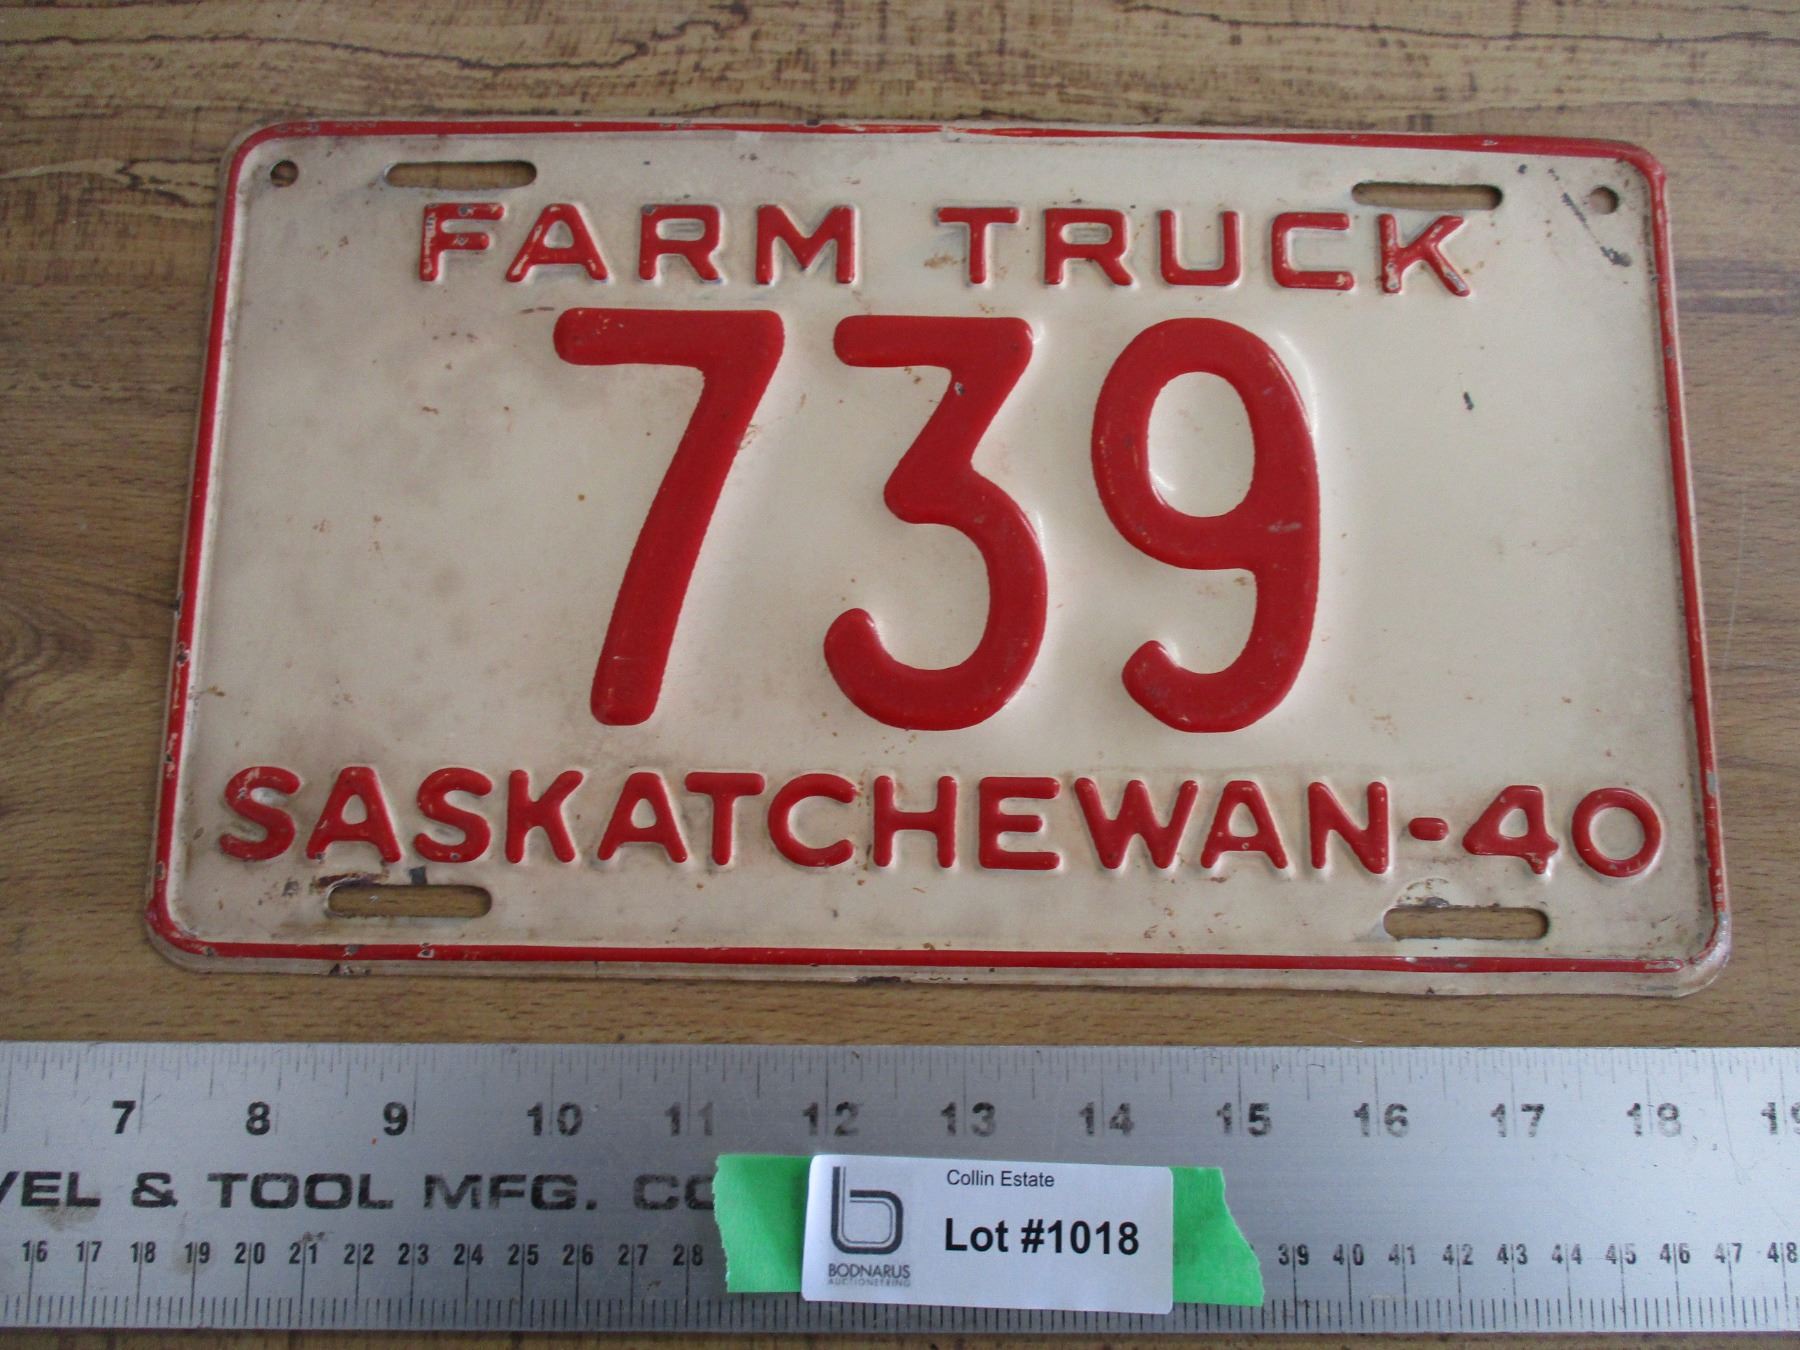 FARM TRUCK
739
SASKATCHEWAN-40
7 8 9 10 11 12 13 14 15 16 17 18 19
VEL & TOOL MFG. CO
Collin Estate
Lot #1018
BODNARUS
AUCTIONEERING
16 17 18 19 20 21 22 23 24 25 26 27 28 39 40 41 42 43 44 45 46 47 48